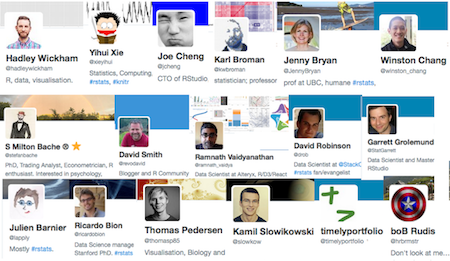 Hadley Wickham
@hadleywickham
R, data, visualisation.
Yihui Xie
@xieyihui
Statistics, Computing.
#rstats, #knitr
Joe Cheng
@jcheng
CTO of RStudio
Karl Broman
@kwbroman
statistician; professor
Jenny Bryan
@JennyBryan
prof at UBC, humane #rstats,
Winston Chang
@winston_chang
S Milton Bache ®
@stefanbache
PhD, Trading Analyst, Econometrician, R
enthusiast. Interested in psychology,
David Smith
@revodavid
Blogger and R Community
Ramnath Vaidyanathan
@ramnath_vaidya
Data Scientist at Alteryx, R/D3/React
David Robinson
@drob
Data Scientist at @StackO
#rstats fan/evangelist
Garrett Grolemund
@StatGarrett
Data Scientist and Master
RStudio
Julien Barnier
@lapply
Mostly #rstats.
Ricardo Bion
@ricardobion
Data Science manage
Stanford PhD. #rstats
Thomas Pedersen
@thomasp85
Visualisation, Biology and
Kamil Slowikowski
@slowkow
timelyportfolio
@timelyportfolio
boB Rudis
@hrbrmstr
Don't look at me...